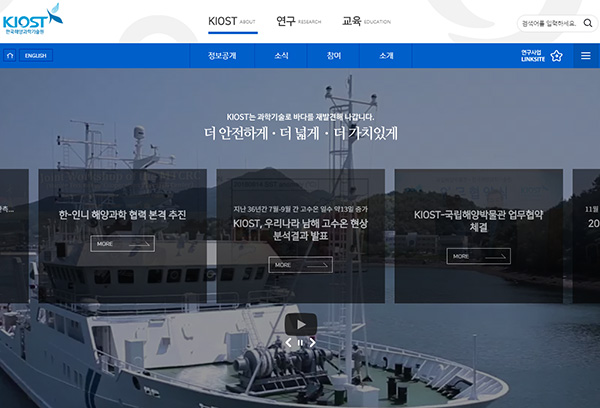 KIOST
한국해양과학기술원
KIOST ABOUT
연구 RESEARCH
교육 EDUCATION
검색어를 입력하세요.
ENGLISH
정보공개
소식
참여
소개
연구사업
LINKSITE
KIOST는 과학기술로 바다를 재발견해 나갑니다.
더 안전하게 · 더 넓게 · 더 가치있게
한-인니 해양과학 협력 본격 추진
MORE
지난 36년간 7월-9월 간 고수온 일수 약13일 증가
KIOST, 우리나라 남해 고수온 현상
분석결과 발표
MORE
KIOST-국립해양박물관 업무협약
체결
MORE
11월
20